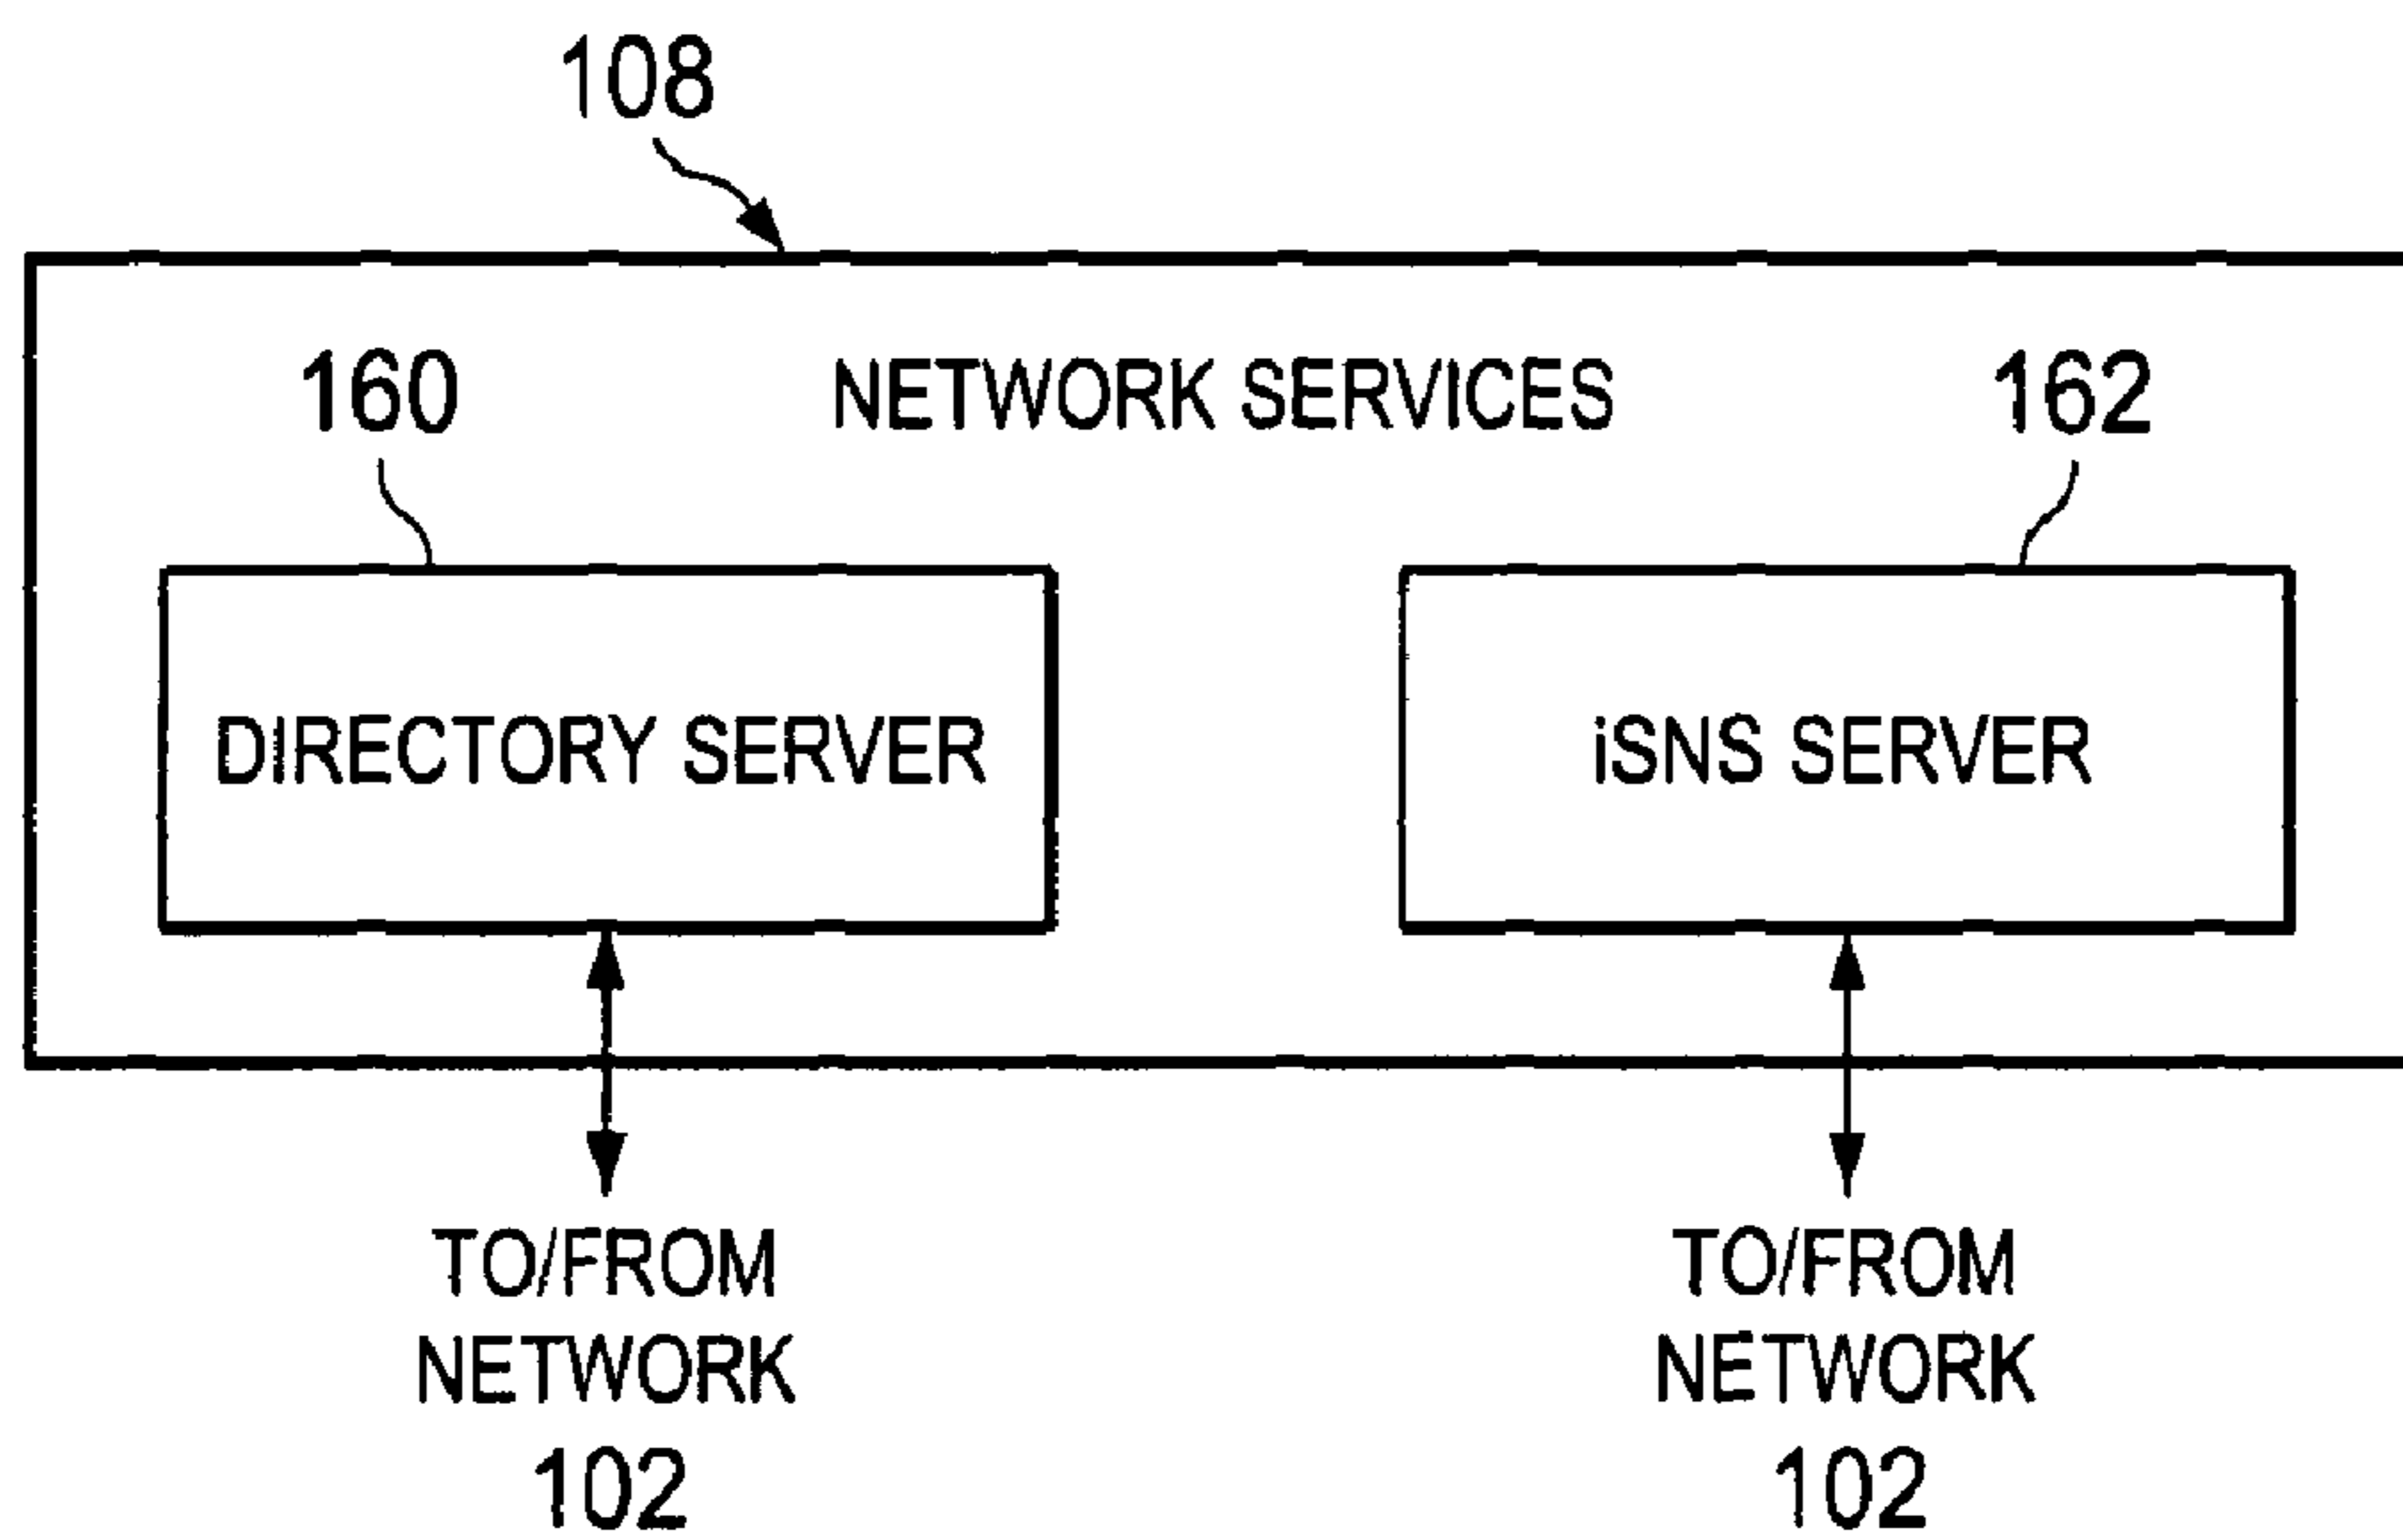 108
160
NETWORK SERVICES
162
DIRECTORY SERVER
iSNS SERVER
TO/FROM
NETWORK
102
TO/FROM
NETWORK
102